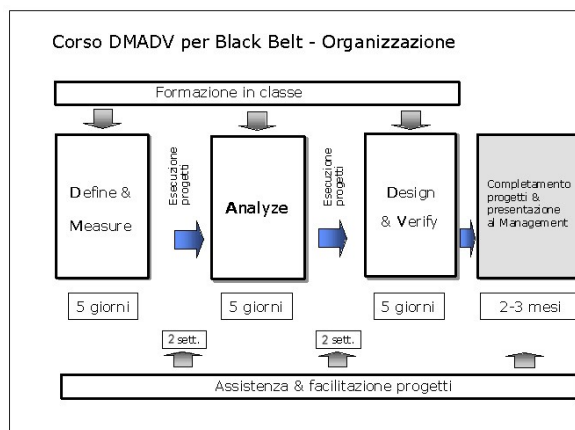 Corso DMADV per Black Belt - Organizzazione
Formazione in classe
Define &
Measure
Esecuzione
progetti
Analyze
Esecuzione
progetti
Design
& Verify
Completamento
progetti &
presentazione
al Management
5 giorni
5 giorni
5 giorni
2-3 mesi
2 sett.
2 sett.
Assistenza & facilitazione progetti